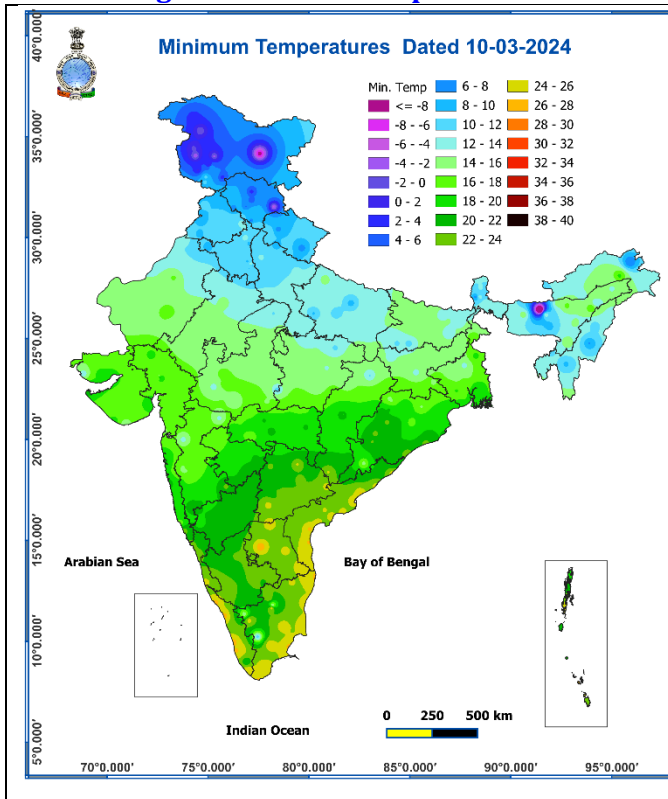 Minimum Temperatures Dated 10-03-2024
Min. Temp
<= -8
-8 - -6
-6 - -4
-4 - -2
-2 - 0
0 - 2
2 - 4
4 - 6
6 - 8
8 - 10
10 - 12
12 - 14
14 - 16
16 - 18
18 - 20
20 - 22
22 - 24
24 - 26
26 - 28
28 - 30
30 - 32
32 - 34
34 - 36
36 - 38
38 - 40
40°0.000'
35°0.000'
30°0.000'
25°0.000'
20°0.000'
15°0.000'
10°0.000'
5°0.000'
Arabian Sea
Bay of Bengal
Indian Ocean
0 250 500 km
70°0.000' 75°0.000' 80°0.000' 85°0.000' 90°0.000' 95°0.000'